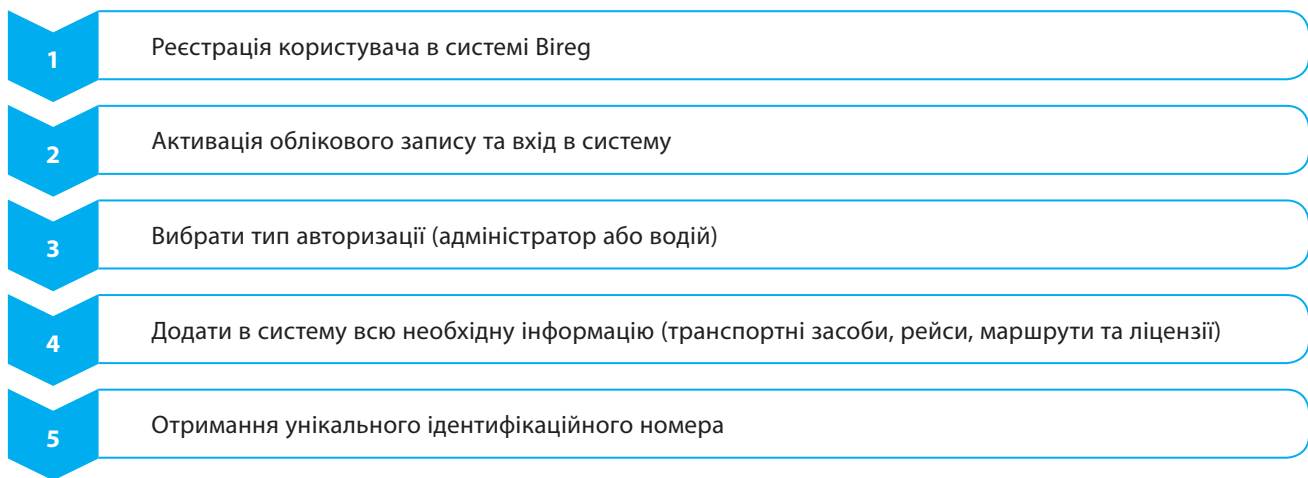 1 Реєстрація користувача в системі Bireg
2 Активація облікового запису та вхід в систему
3 Вибрати тип авторизації (адміністратор або водій)
4 Додати в систему всю необхідну інформацію (транспортні засоби, рейси, маршрути та ліцензії)
5 Отримання унікального ідентифікаційного номера